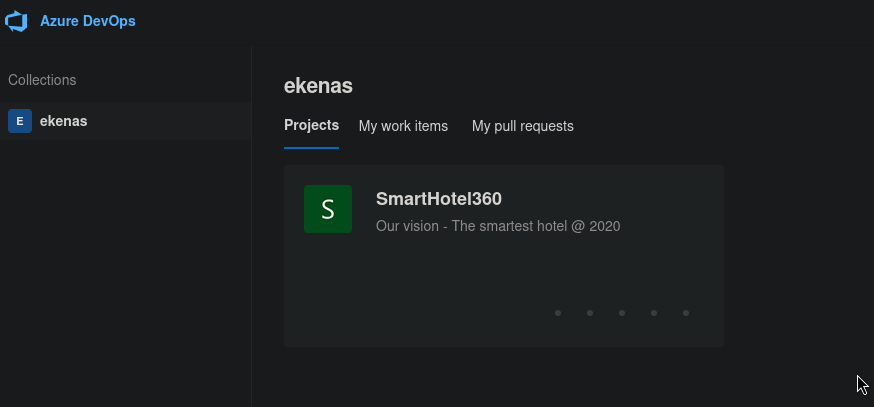 Azure DevOps
Collections
E ekenas
ekenas
Projects My work items My pull requests
S
SmartHotel360
Our vision - The smartest hotel @ 2020